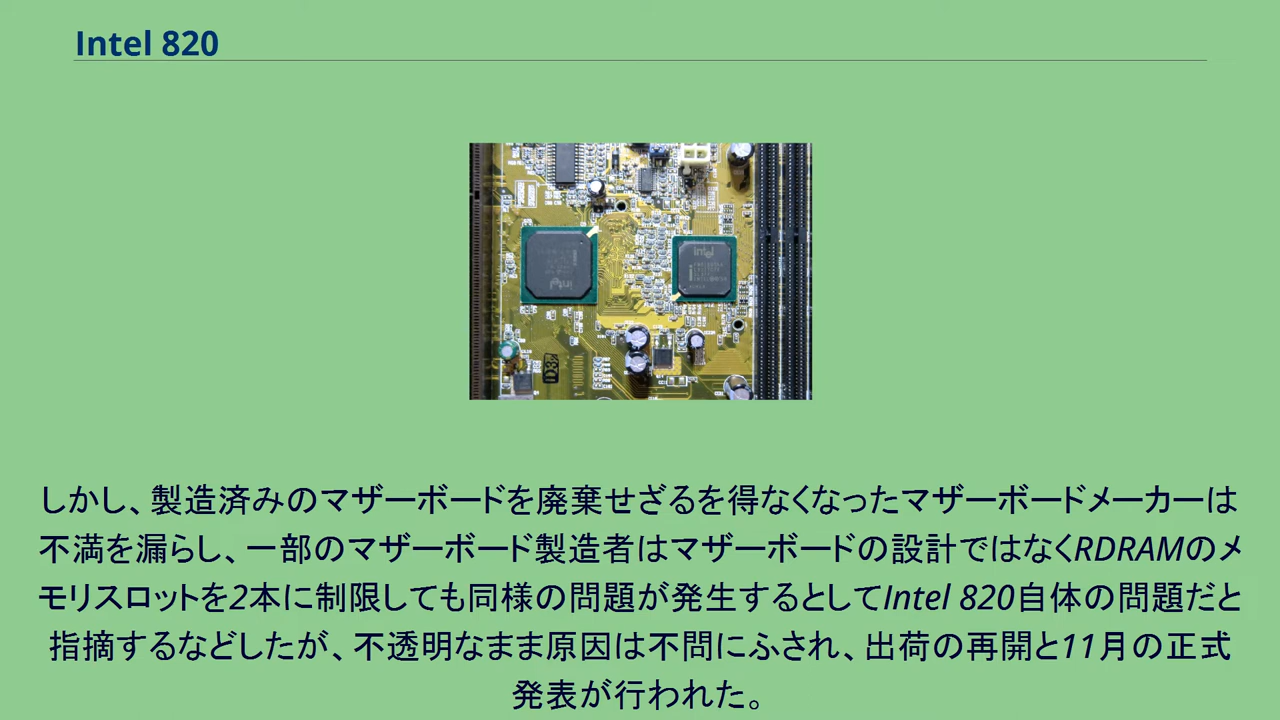 Intel 820
intel
しかし、製造済みのマザーボードを廃棄せざるを得なくなったマザーボードメーカーは
不満を漏らし、一部のマザーボード製造者はマザーボードの設計ではなくRDRAMのメ
モリスロットを2本に制限しても同様の問題が発生するとしてIntel 820自体の問題だと
指摘するなどしたが、不透明なまま原因は不問にふされ、出荷の再開と11月の正式
発表が行われた。